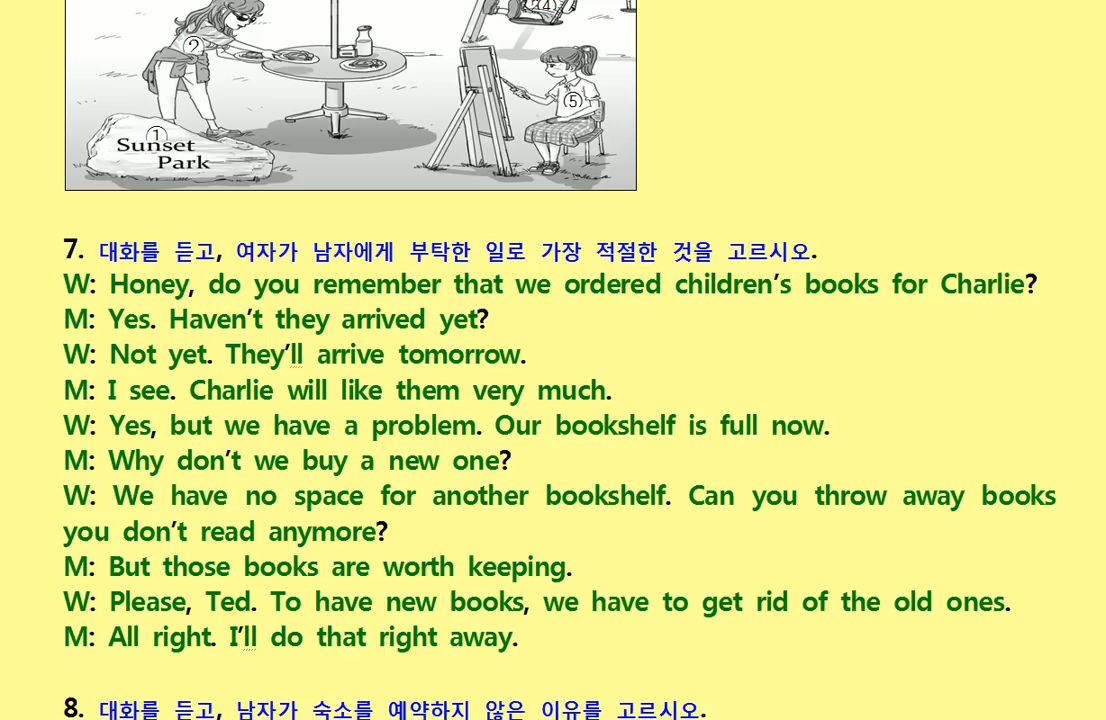 ④
②
⑤
①
Sunset
Park
7. 대화를 듣고, 여자가 남자에게 부탁한 일로 가장 적절한 것을 고르시오.
W: Honey, do you remember that we ordered children’s books for Charlie?
M: Yes. Haven’t they arrived yet?
W: Not yet. They’ll arrive tomorrow.
M: I see. Charlie will like them very much.
W: Yes, but we have a problem. Our bookshelf is full now.
M: Why don’t we buy a new one?
W: We have no space for another bookshelf. Can you throw away books
you don’t read anymore?
M: But those books are worth keeping.
W: Please, Ted. To have new books, we have to get rid of the old ones.
M: All right. I’ll do that right away.
8. 대화를 듣고, 남자가 숙소를 예약하지 않은 이유를 고르시오.